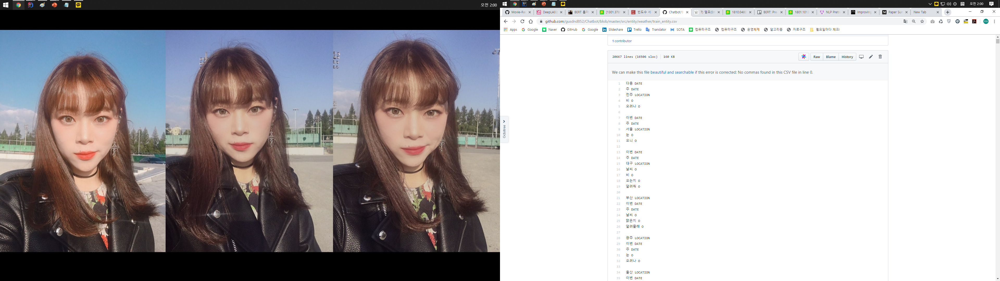 오전 2:00
오전 2:00
Movie-Re
DeepLAB
BERT 톺아
[1301.378
빈도수 세
Chatbot/t
7) 엘모(Em
1810.0480
BERT: Pre
1801.1013
NLP Pretr
Improving
Paper Sum
New Tab
github.com/gusdnd852/Chatbot/blob/master/src/entity/weather/train_entity.csv
Apps Google Naver GitHub Google Slideshare Trello Translator SOTA 컴퓨터구조 컴퓨터구조 운영체제 알고리즘 자료구조 월요일마다 체크!
1 contributor
20667 lines (16506 sloc) 160 KB Raw Blame History
We can make this file beautiful and searchable if this error is corrected: No commas found in this CSV file in line 0.
Octotree
1 다음 DATE
2 주 DATE
3 전주 LOCATION
4 비 O
5 오려나 O
6
7 이번 DATE
8 주 DATE
9 서울 LOCATION
10 눈 O
11 오니 O
12
13 이번 DATE
14 주 DATE
15 대구 LOCATION
16 날씨 O
17 비 O
18 오는지 O
19 알려줘 O
20
21 부산 LOCATION
22 이번 DATE
23 주 DATE
24 날씨 O
25 맑은지 O
26 알려줄래 O
27
28 광주 LOCATION
29 이번 DATE
30 주 DATE
31 눈 O
32 오려나 O
33
34 울산 LOCATION
35 이번 DATE